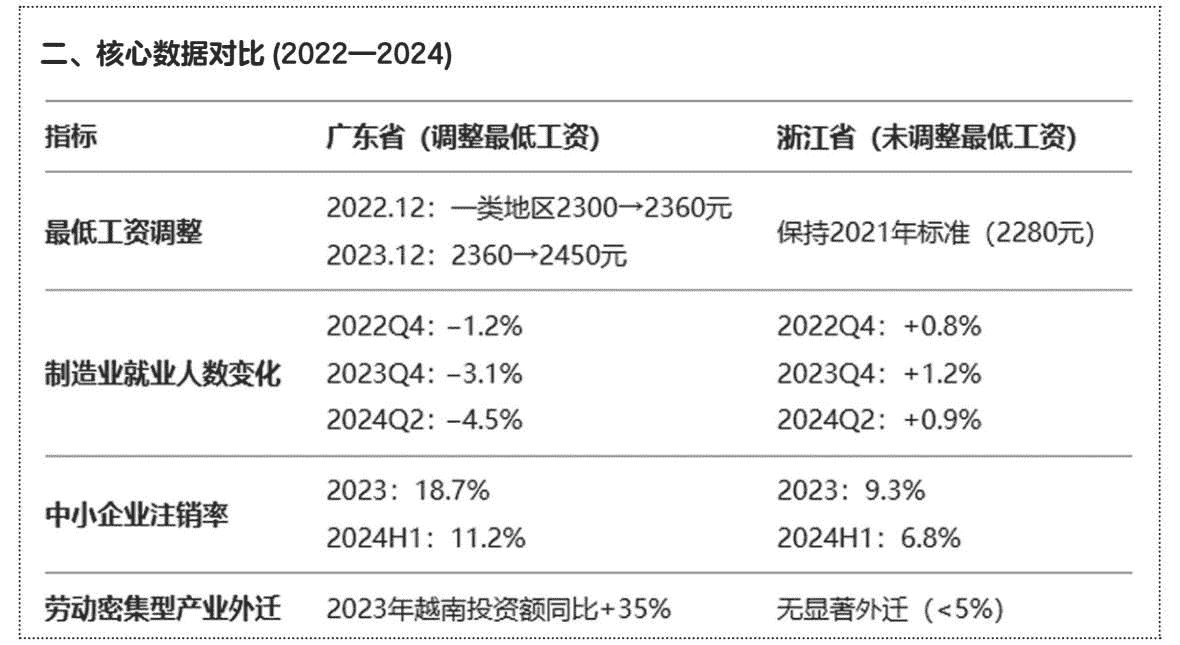 二、核心数据对比 (2022—2024)
指标 广东省（调整最低工资） 浙江省（未调整最低工资）
最低工资调整
2022.12：一类地区2300→2360元
2023.12：2360→2450元
保持2021年标准（2280元）
制造业就业人数变化
2022Q4：–1.2%
2023Q4：–3.1%
2024Q2：–4.5%
2022Q4：+0.8%
2023Q4：+1.2%
2024Q2：+0.9%
中小企业注销率
2023：18.7%
2024H1：11.2%
2023：9.3%
2024H1：6.8%
劳动密集型产业外迁 2023年越南投资额同比+35% 无显著外迁（<5%）